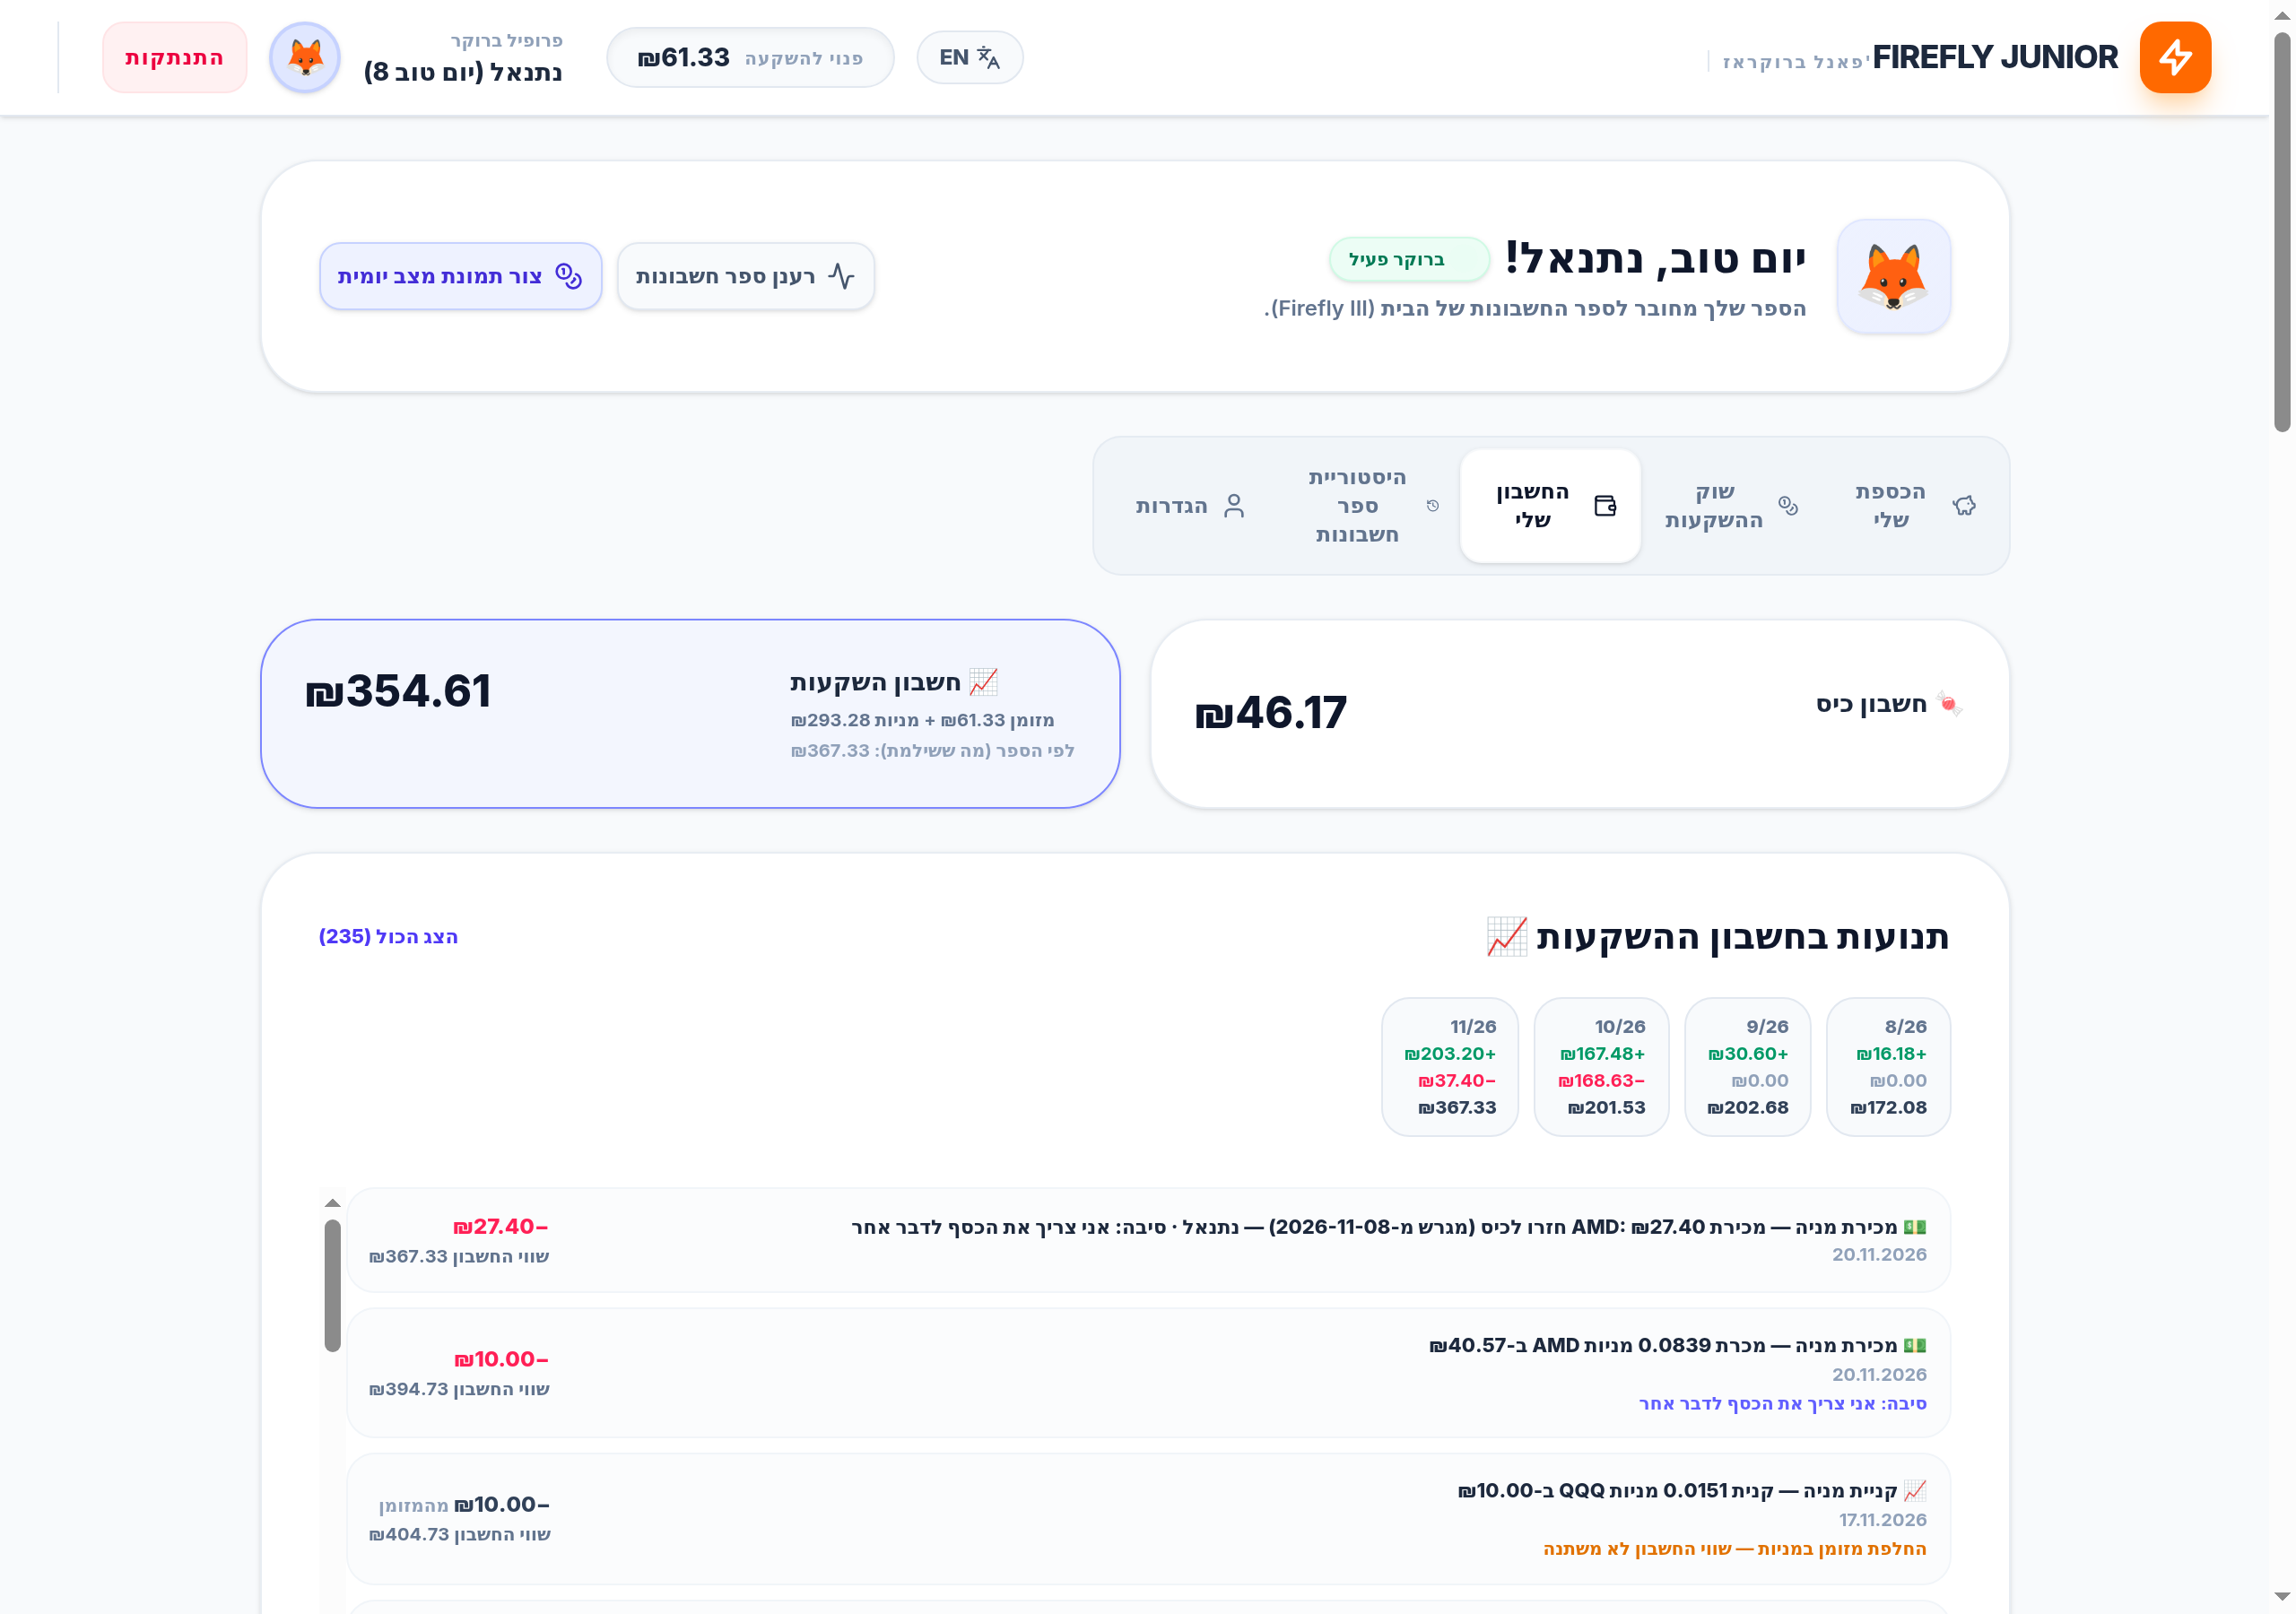 FIREFLY JUNIOR
פאנל ברוקראז'
EN
פנוי להשקעה ₪61.33
פרופיל ברוקר
נתנאל (יום טוב 8)
התנתקות
יום טוב, נתנאל!
ברוקר פעיל
הספר שלך מחובר לספר החשבונות של הבית (Firefly III).
רענן ספר חשבונות
צור תמונת מצב יומית
הכספת
שלי
שוק
ההשקעות
החשבון
שלי
היסטוריית
ספר
חשבונות
הגדרות
חשבון כיס
₪46.17
חשבון השקעות
מזומן ₪61.33 + מניות ₪293.28
לפי הספר (מה ששילמת): ₪367.33
₪354.61
תנועות בחשבון ההשקעות
הצג הכול (235)
8/26
+₪16.18
₪0.00
₪172.08
9/26
+₪30.60
₪0.00
₪202.68
10/26
+₪167.48
−₪168.63
₪201.53
11/26
+₪203.20
−₪37.40
₪367.33
מכירת מניה — מכירת AMD: ₪27.40 חזרו לכיס (מגרש מ-2026-11-08) — נתנאל · סיבה: אני צריך את הכסף לדבר אחר
20.11.2026
−₪27.40
שווי החשבון ₪367.33
מכירת מניה — מכרת 0.0839 מניות AMD ב-₪40.57
20.11.2026
סיבה: אני צריך את הכסף לדבר אחר
−₪10.00
שווי החשבון ₪394.73
קניית מניה — קנית 0.0151 מניות QQQ ב-₪10.00
17.11.2026
החלפת מזומן במניות — שווי החשבון לא משתנה
−₪10.00 מהמזומן
שווי החשבון ₪404.73